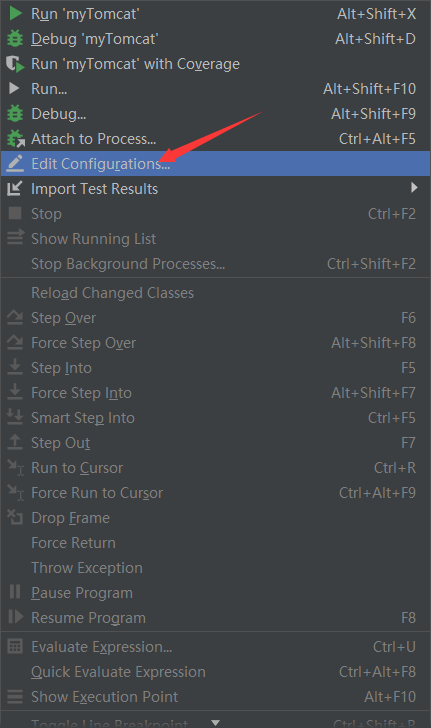 Run 'myTomcat' Alt+Shift+X
Debug 'myTomcat' Alt+Shift+D
Run 'myTomcat' with Coverage
Run... Alt+Shift+F10
Debug... Alt+Shift+F9
Attach to Process... Ctrl+Alt+F5
Edit Configurations...
Import Test Results
Stop Ctrl+F2
Show Running List
Stop Background Processes... Ctrl+Shift+F2
Reload Changed Classes
Step Over F6
Force Step Over Alt+Shift+F8
Step Into F5
Force Step Into Alt+Shift+F7
Smart Step Into Ctrl+F5
Step Out F7
Run to Cursor Ctrl+R
Force Run to Cursor Ctrl+Alt+F9
Drop Frame
Force Return
Throw Exception
Pause Program
Resume Program F8
Evaluate Expression... Ctrl+U
Quick Evaluate Expression Ctrl+Alt+F8
Show Execution Point Alt+F10
Toggle Line Breakpoint